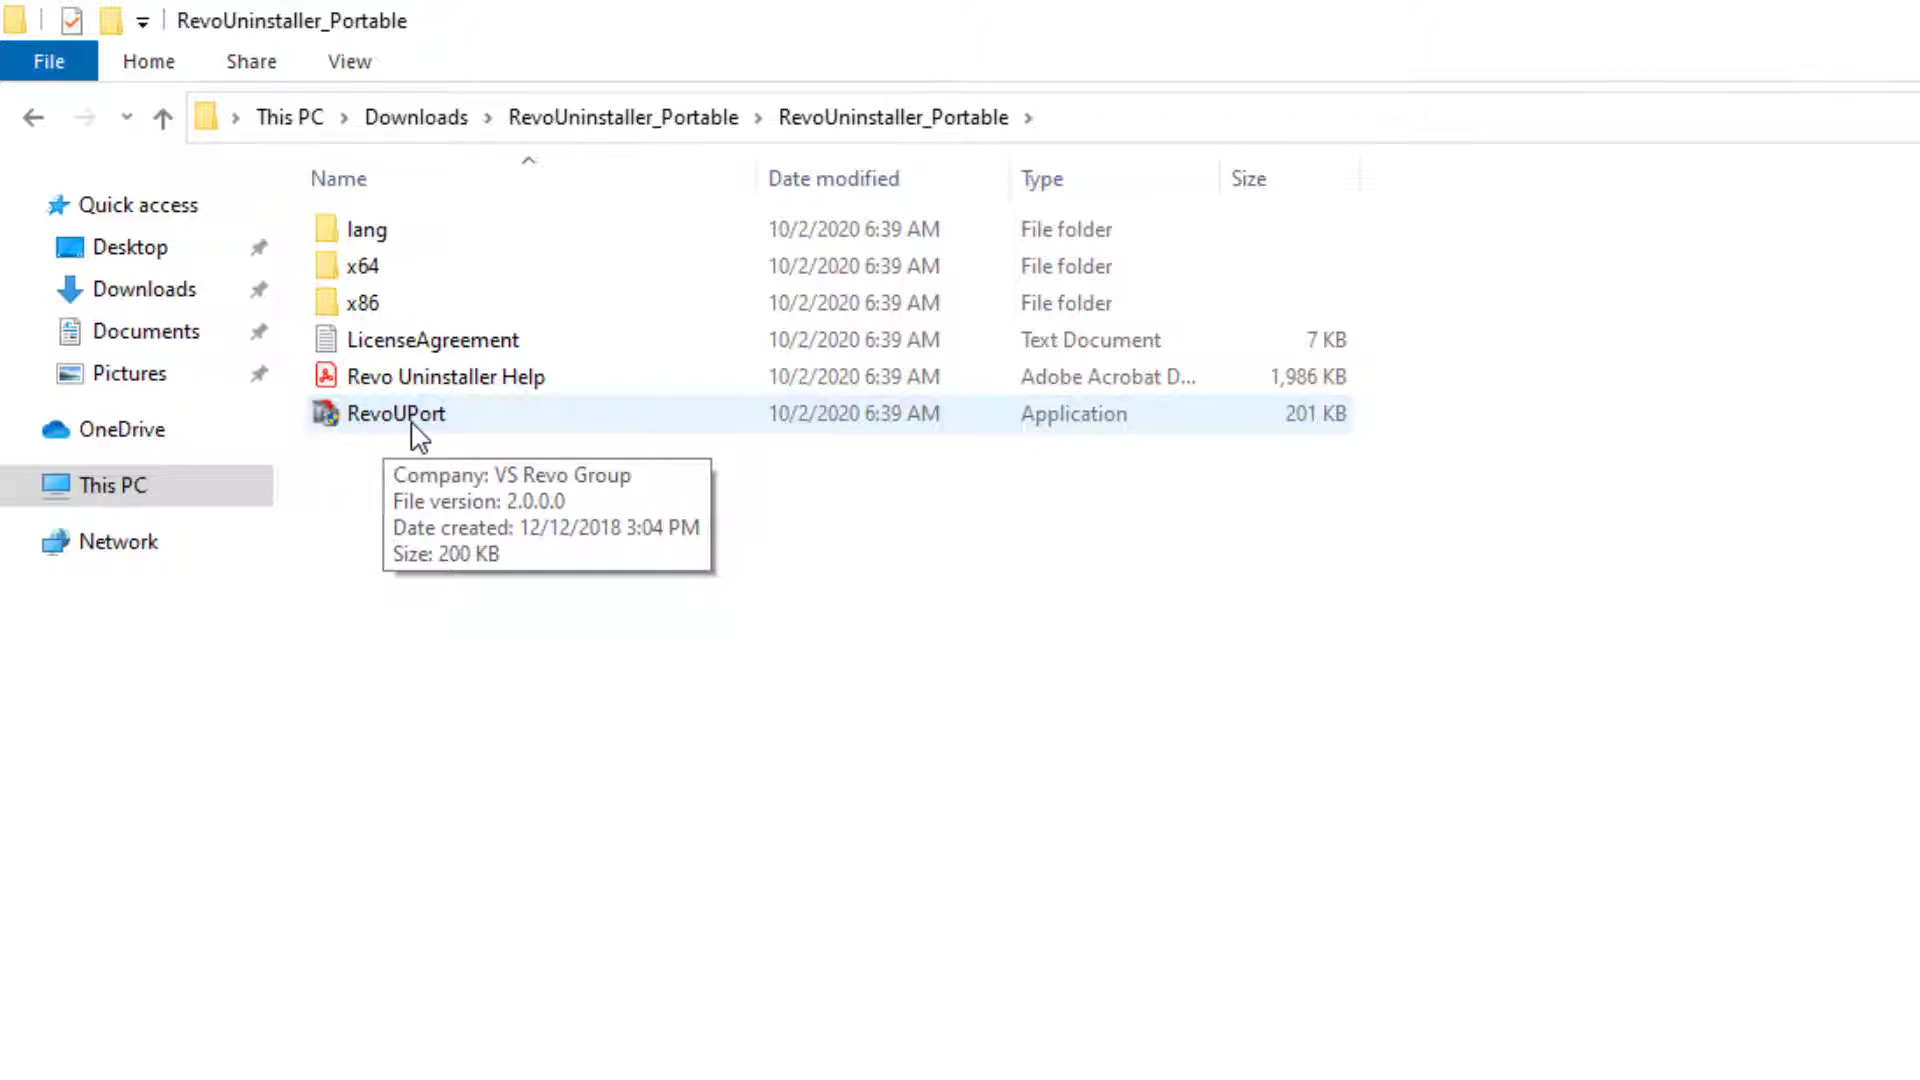 RevoUninstaller_Portable
File Home Share View
This PC Downloads RevoUninstaller_Portable RevoUninstaller_Portable
Name Date modified Type Size
Quick access
Desktop
Downloads
Documents
Pictures
OneDrive
This PC
Network
lang 10/2/2020 6:39 AM File folder
x64 10/2/2020 6:39 AM File folder
x86 10/2/2020 6:39 AM File folder
LicenseAgreement 10/2/2020 6:39 AM Text Document 7 KB
Revo Uninstaller Help 10/2/2020 6:39 AM Adobe Acrobat D... 1,986 KB
RevoUPort 10/2/2020 6:39 AM Application 201 KB
Company: VS Revo Group
File version: 2.0.0.0
Date created: 12/12/2018 3:04 PM
Size: 200 KB